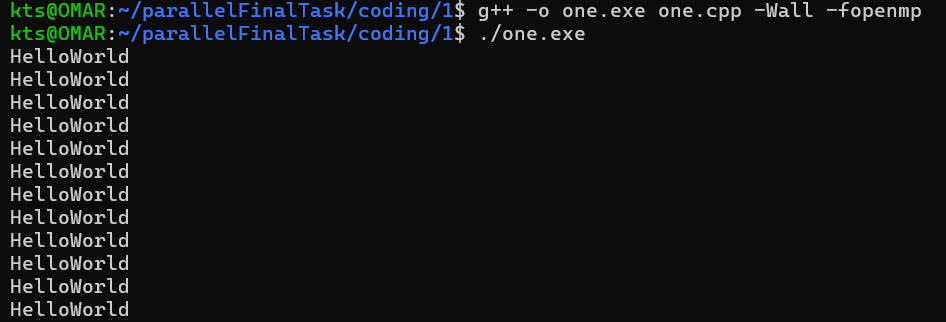 kts@OMAR:~/parallelFinalTask/coding/1$ g++ -o one.exe one.cpp -Wall -fopenmp
kts@OMAR:~/parallelFinalTask/coding/1$ ./one.exe
HelloWorld
HelloWorld
HelloWorld
HelloWorld
HelloWorld
HelloWorld
HelloWorld
HelloWorld
HelloWorld
HelloWorld
HelloWorld
HelloWorld